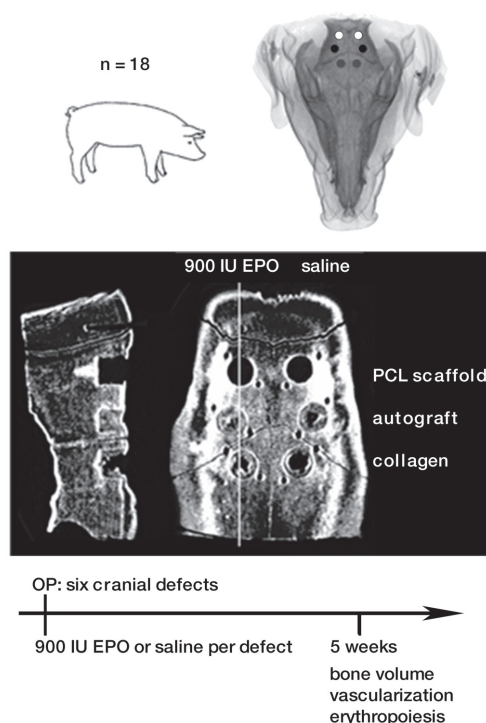 n = 18
900 IU EPO saline
PCL scaffold
autograft
collagen
OP: six cranial defects
900 IU EPO or saline per defect
5 weeks
bone volume
vascularization
erythropoiesis